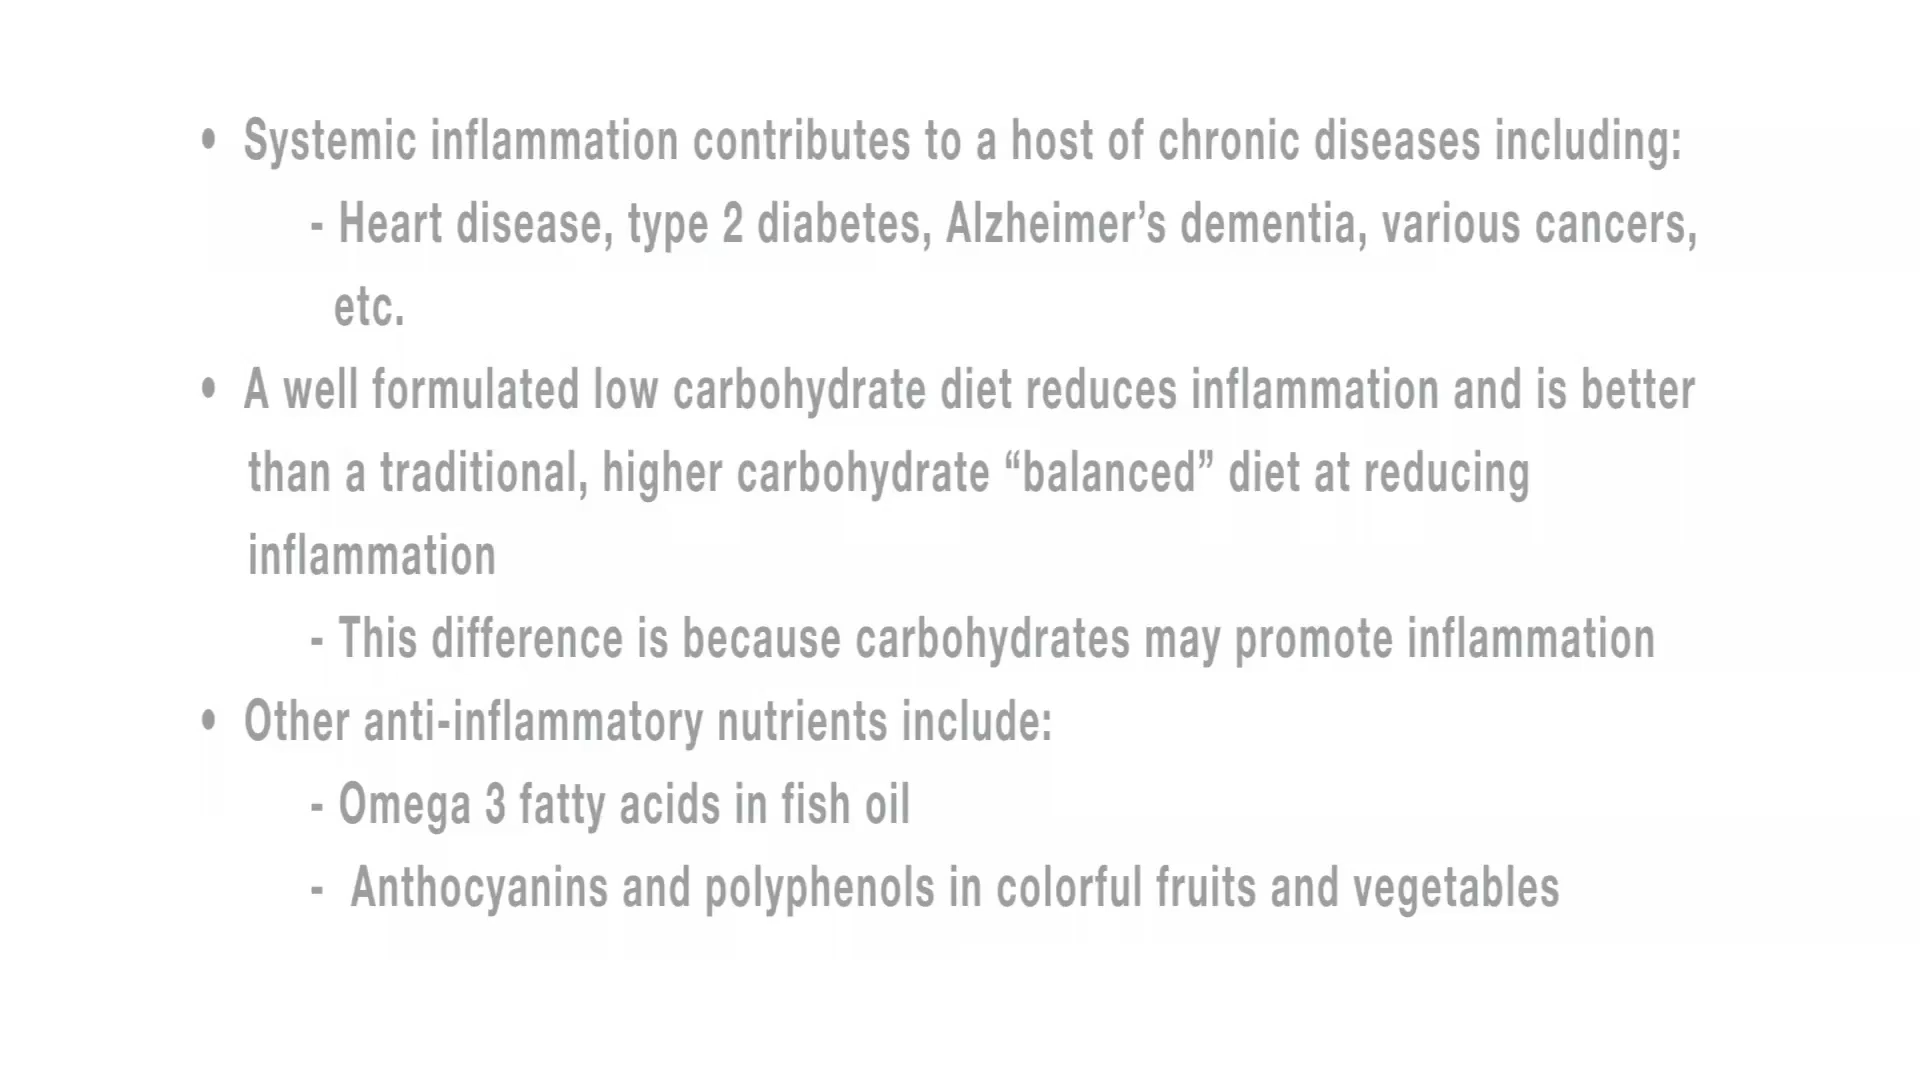 • Systemic inflammation contributes to a host of chronic diseases including:
- Heart disease, type 2 diabetes, Alzheimer’s dementia, various cancers,
etc.
• A well formulated low carbohydrate diet reduces inflammation and is better
than a traditional, higher carbohydrate “balanced” diet at reducing
inflammation
- This difference is because carbohydrates may promote inflammation
• Other anti-inflammatory nutrients include:
- Omega 3 fatty acids in fish oil
- Anthocyanins and polyphenols in colorful fruits and vegetables